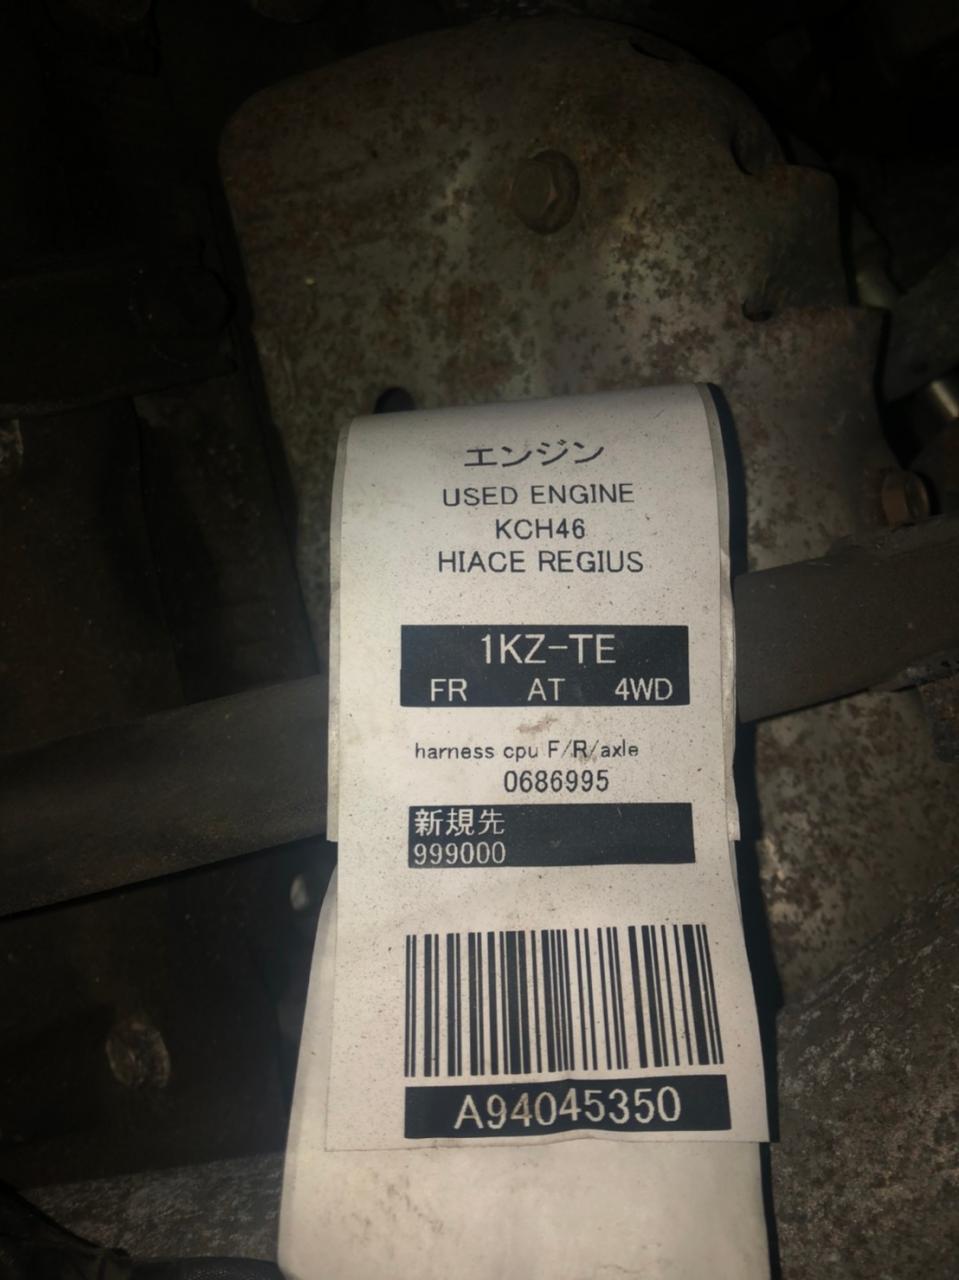 エンジン
USED ENGINE
KCH46
HIACE REGIUS
1KZ-TE
FR AT 4WD
harness cpu F/R/axle
0686995
新規先
999000
A94045350